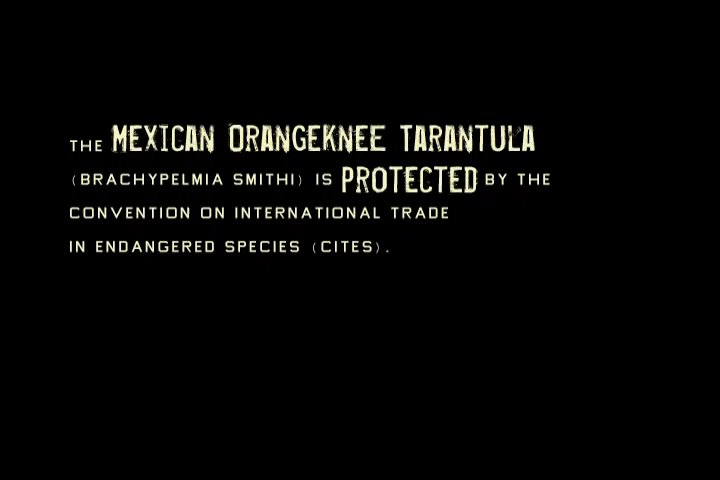 THE MEXICAN ORANGEKNEE TARANTULA
(BRACHYPELMIA SMITHI) IS PROTECTED BY THE
CONVENTION ON INTERNATIONAL TRADE
IN ENDANGERED SPECIES (CITES).